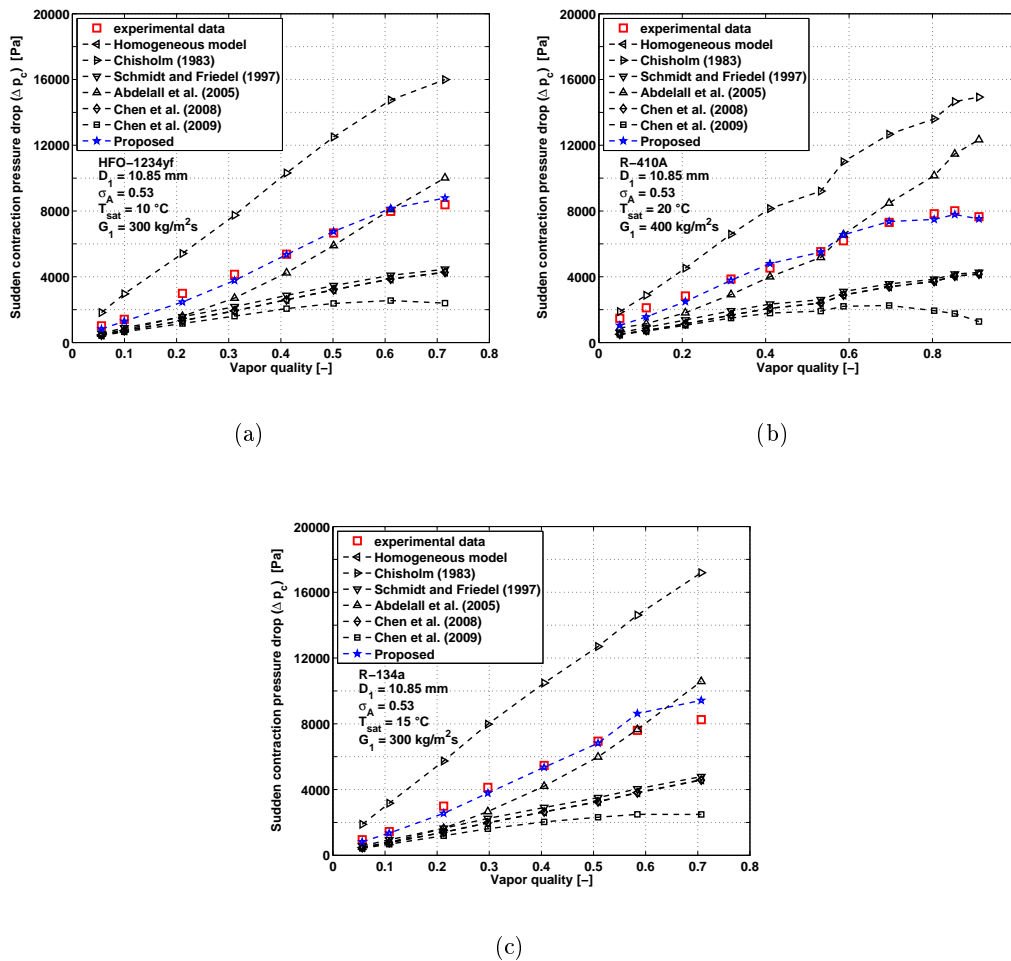 20000
16000
12000
8000
4000
0
Sudden contraction pressure drop (Δ p_c) [Pa]
experimental data
Homogeneous model
Chisholm (1983)
Schmidt and Friedel (1997)
Abdelall et al. (2005)
Chen et al. (2008)
Chen et al. (2009)
Proposed
HFO−1234yf
D_1 = 10.85 mm
σ_A = 0.53
T_sat = 10 °C
G_1 = 300 kg/m²s
0 0.1 0.2 0.3 0.4 0.5 0.6 0.7 0.8
Vapor quality [−]
(a)
20000
16000
12000
8000
4000
0
Sudden contraction pressure drop (Δ p_c) [Pa]
experimental data
Homogeneous model
Chisholm (1983)
Schmidt and Friedel (1997)
Abdelall et al. (2005)
Chen et al. (2008)
Chen et al. (2009)
Proposed
R−410A
D_1 = 10.85 mm
σ_A = 0.53
T_sat = 20 °C
G_1 = 400 kg/m²s
0 0.2 0.4 0.6 0.8
Vapor quality [−]
(b)
20000
16000
12000
8000
4000
0
Sudden contraction pressure drop (Δ p_c) [Pa]
experimental data
Homogeneous model
Chisholm (1983)
Schmidt and Friedel (1997)
Abdelall et al. (2005)
Chen et al. (2008)
Chen et al. (2009)
Proposed
R−134a
D_1 = 10.85 mm
σ_A = 0.53
T_sat = 15 °C
G_1 = 300 kg/m²s
0 0.1 0.2 0.3 0.4 0.5 0.6 0.7 0.8
Vapor quality [−]
(c)